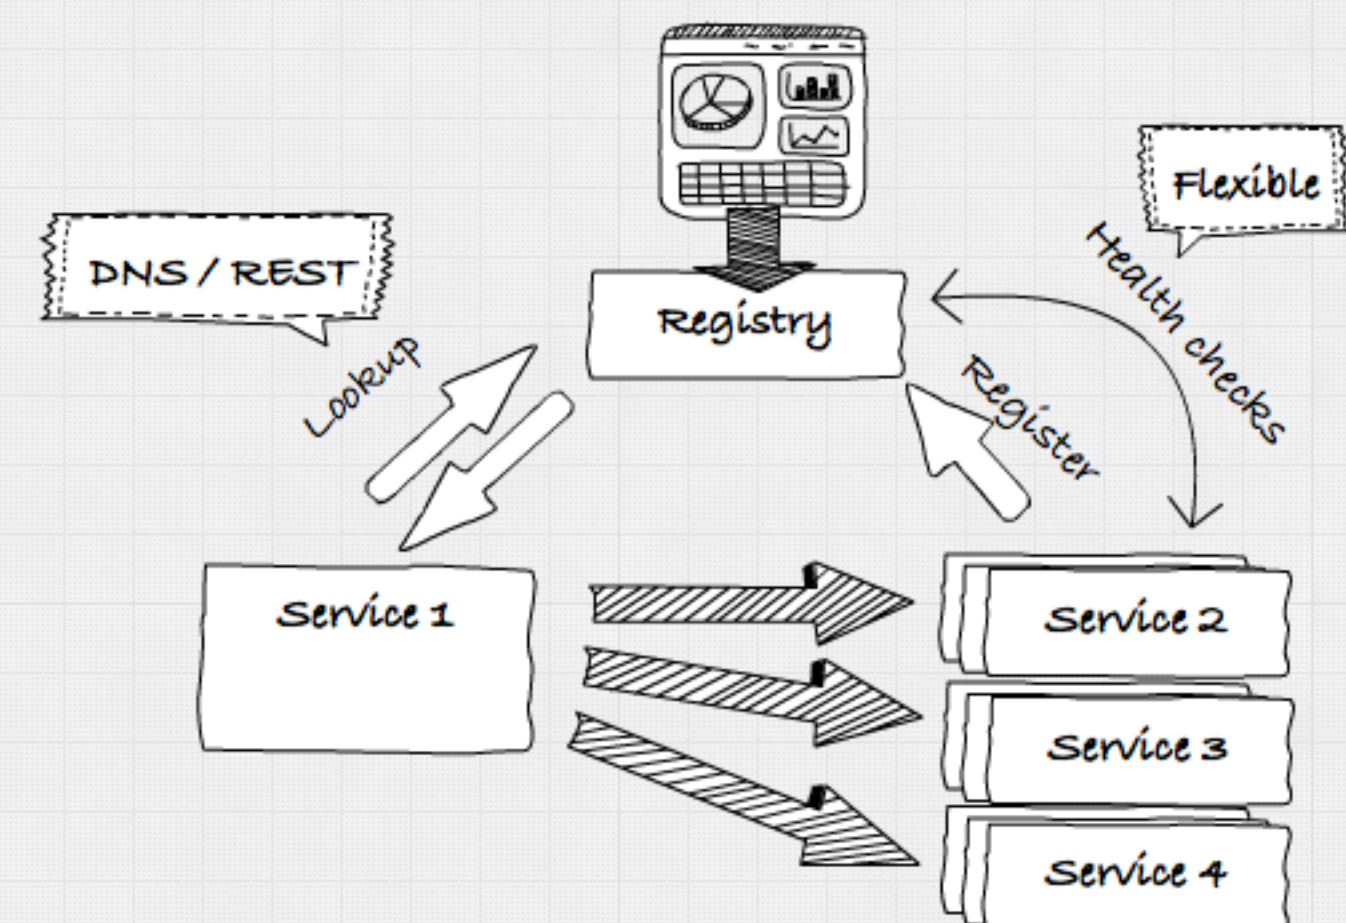 Flexible
DNS / REST
Registry
Health checks
Lookup
Register
Service 1
Service 2
Service 3
Service 4